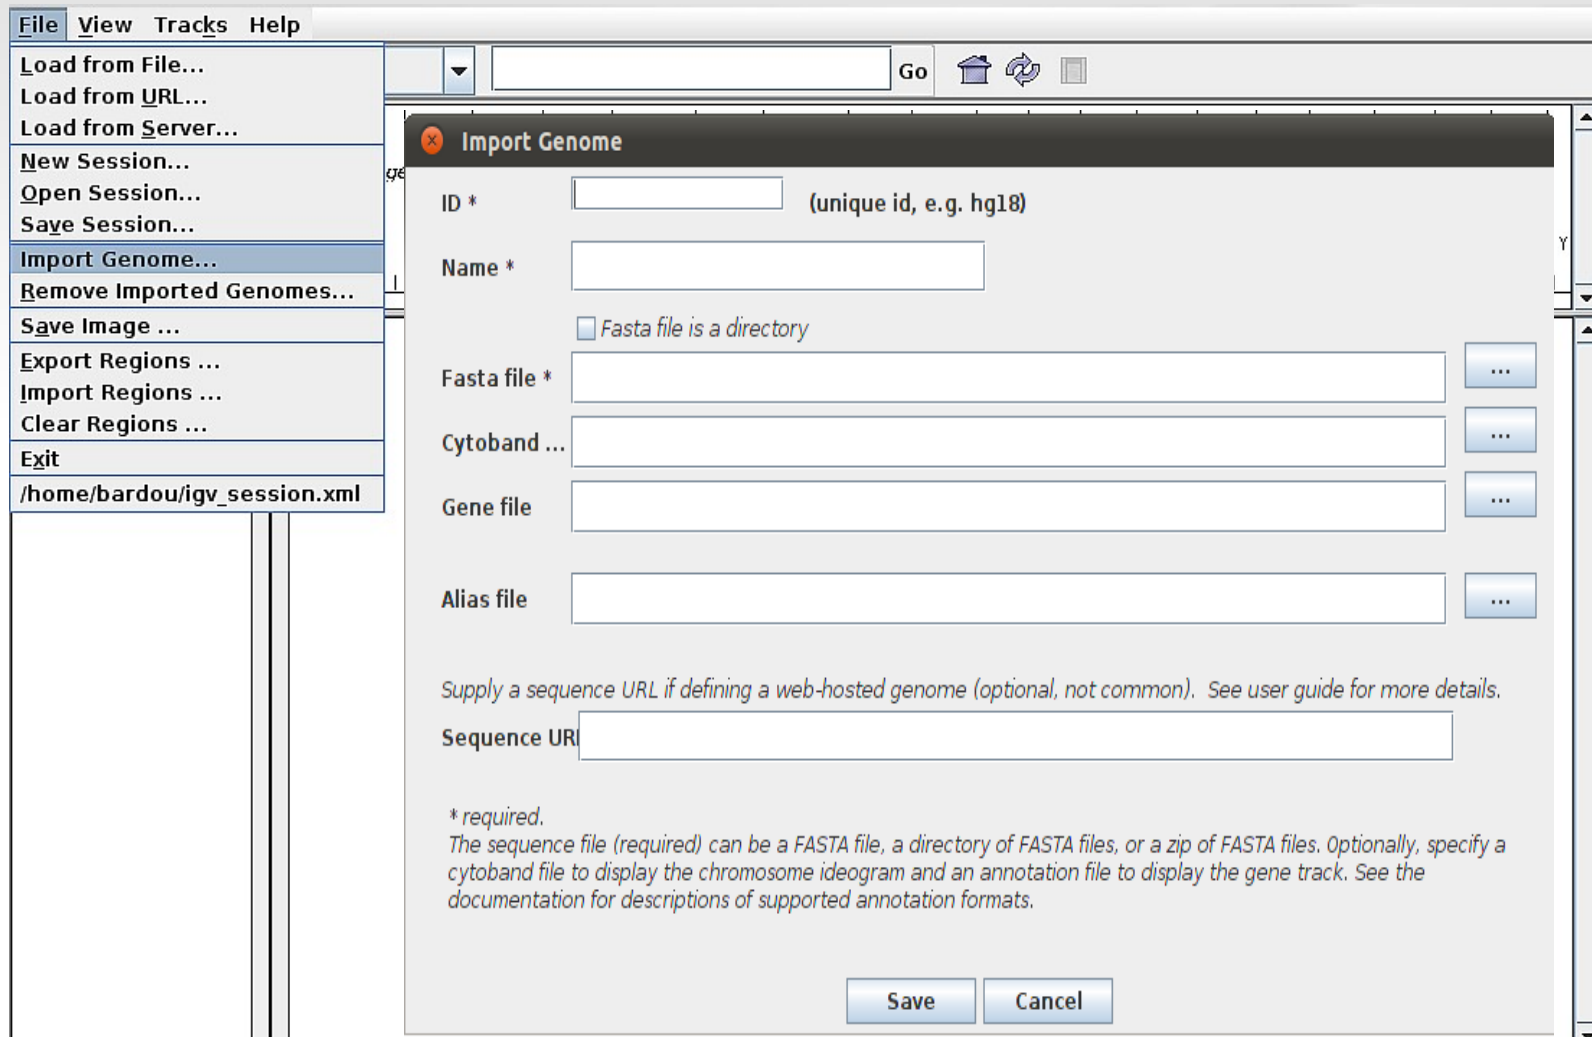 File View Tracks Help
Load from File...
Load from URL...
Load from Server...
New Session...
Open Session...
Save Session...
Import Genome...
Remove Imported Genomes...
Save Image ...
Export Regions ...
Import Regions ...
Clear Regions ...
Exit
/home/bardou/igv_session.xml
Go
ge
Y
Import Genome
ID * (unique id, e.g. hg18)
Name *
Fasta file is a directory
Fasta file * ...
Cytoband ... ...
Gene file ...
Alias file ...
Supply a sequence URL if defining a web-hosted genome (optional, not common). See user guide for more details.
Sequence URL
* required.
The sequence file (required) can be a FASTA file, a directory of FASTA files, or a zip of FASTA files. Optionally, specify a
cytoband file to display the chromosome ideogram and an annotation file to display the gene track. See the
documentation for descriptions of supported annotation formats.
Save Cancel